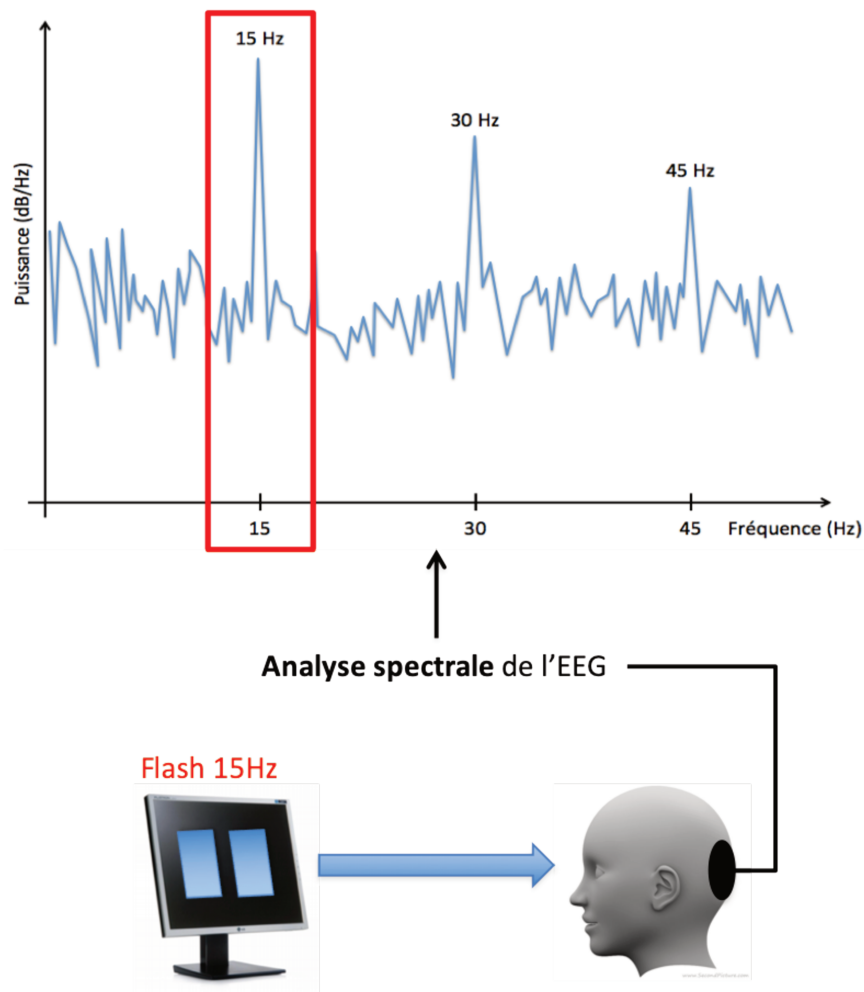 15 Hz
30 Hz
45 Hz
Puissance (dB/Hz)
15
30
45
Fréquence (Hz)
Analyse spectrale de l'EEG
Flash 15Hz